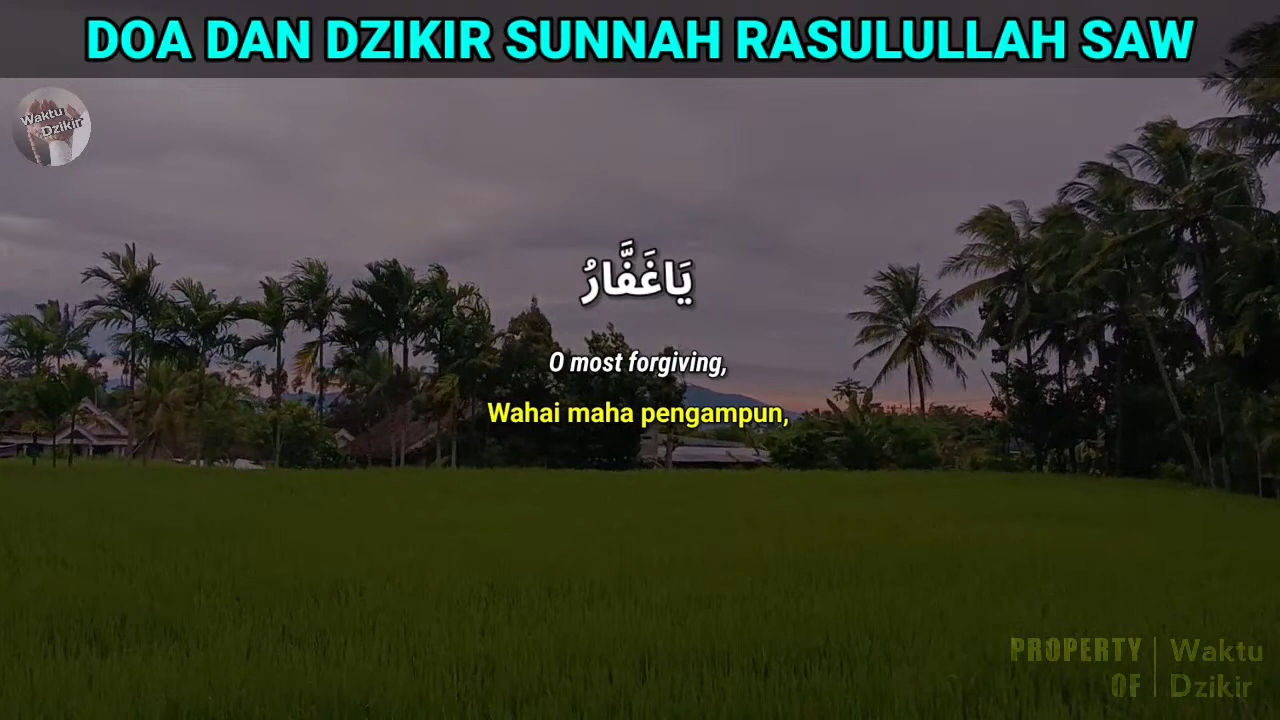 DOA DAN DZIKIR SUNNAH RASULULLAH SAW
Waktu
Dzikir
يَاغَفَّارُ
O most forgiving,
Wahai maha pengampun,
PROPERTY OF | Waktu Dzikir